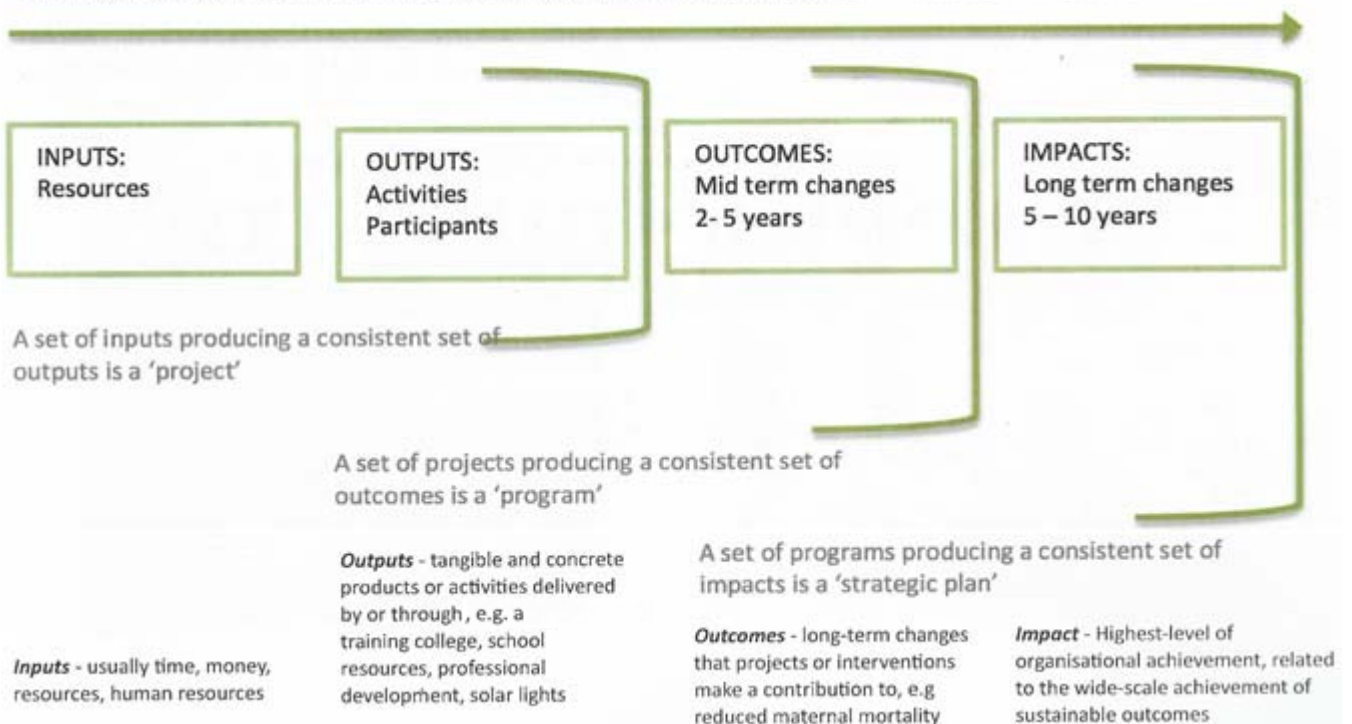 INPUTS:
Resources
OUTPUTS:
Activities
Participants
OUTCOMES:
Mid term changes
2- 5 years
IMPACTS:
Long term changes
5 – 10 years
A set of inputs producing a consistent set of
outputs is a 'project'
A set of projects producing a consistent set of
outcomes is a 'program'
A set of programs producing a consistent set of
impacts is a 'strategic plan'
Inputs - usually time, money,
resources, human resources
Outputs - tangible and concrete
products or activities delivered
by or through, e.g. a
training college, school
resources, professional
development, solar lights
Outcomes - long-term changes
that projects or interventions
make a contribution to, e.g
reduced maternal mortality
Impact - Highest-level of
organisational achievement, related
to the wide-scale achievement of
sustainable outcomes